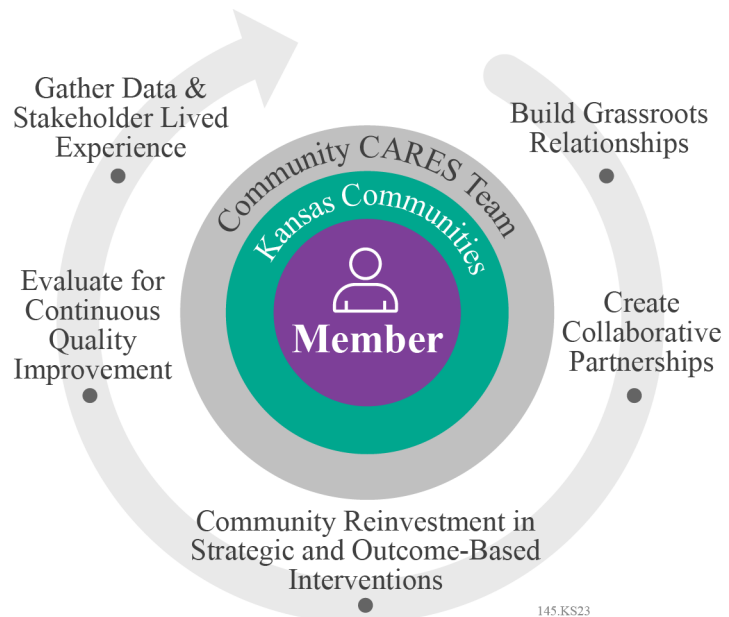 Gather Data &
Stakeholder Lived
Experience
Build Grassroots
Relationships
Community CARES Team
Kansas Communities
Member
Evaluate for
Continuous
Quality
Improvement
Create
Collaborative
Partnerships
Community Reinvestment in
Strategic and Outcome-Based
Interventions
145.KS23